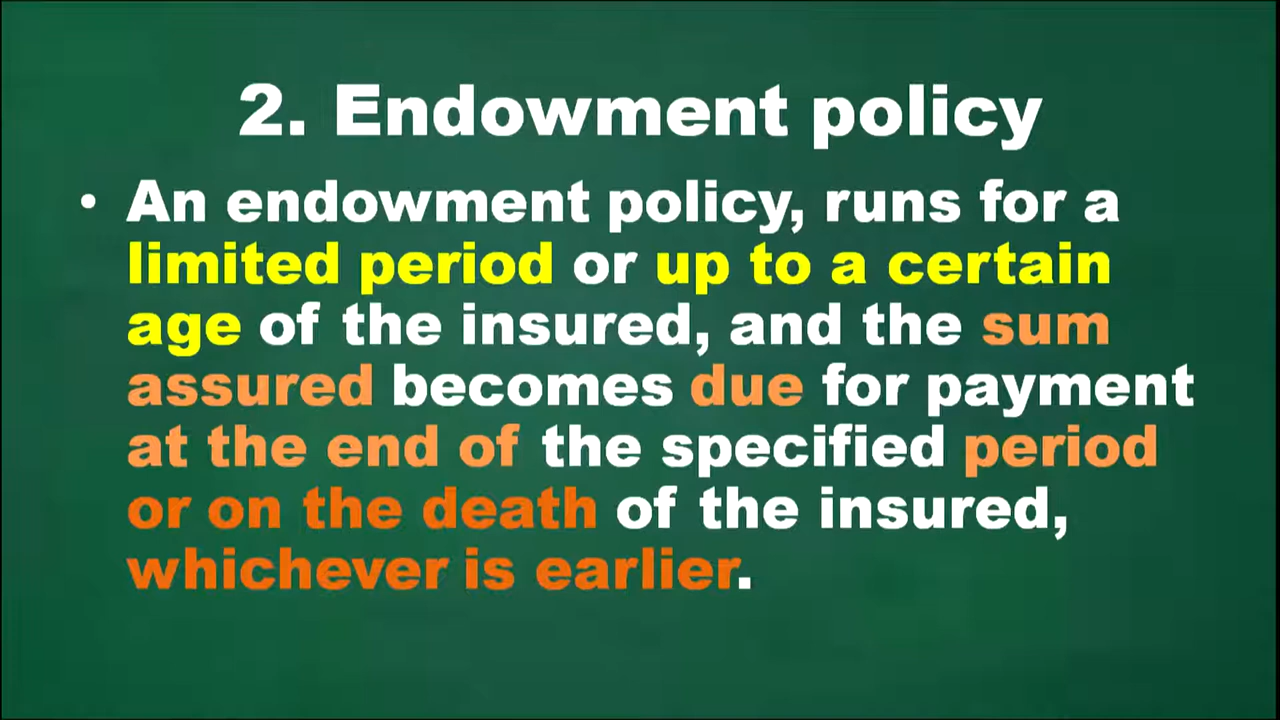 2. Endowment policy
• An endowment policy, runs for a
limited period or up to a certain
age of the insured, and the sum
assured becomes due for payment
at the end of the specified period
or on the death of the insured,
whichever is earlier.